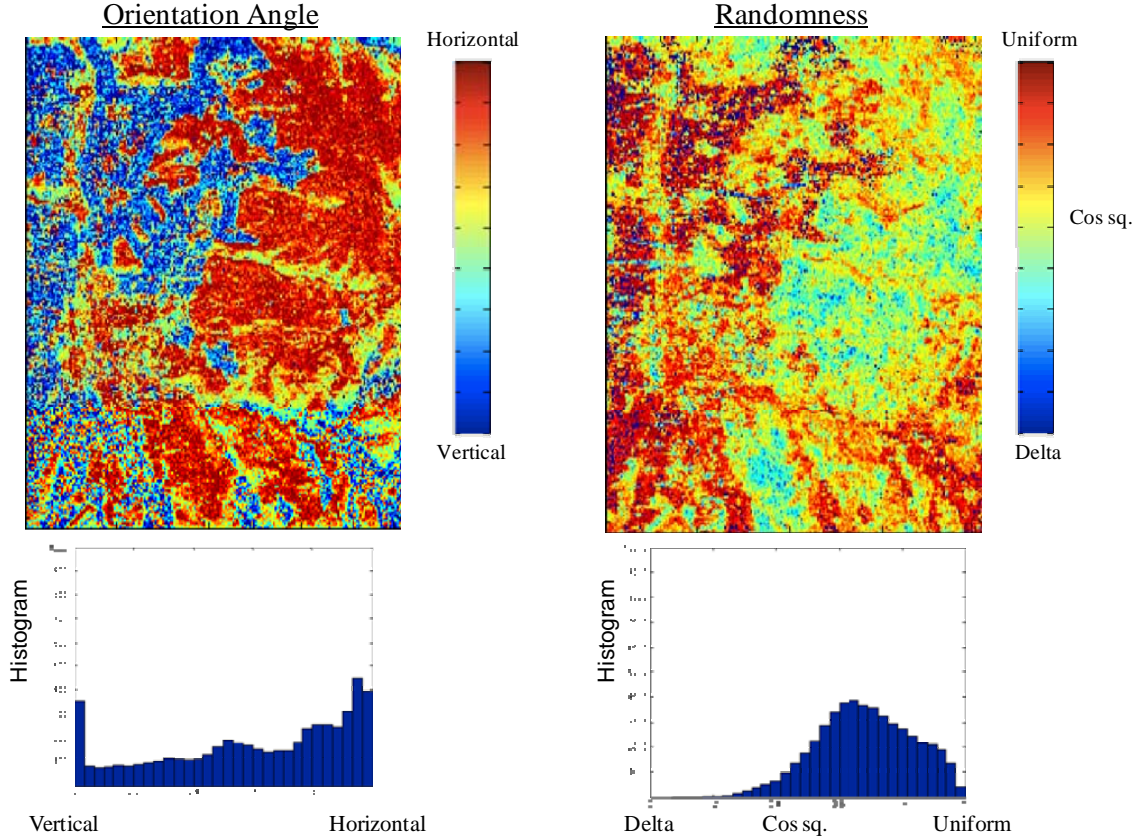 Orientation Angle
Randomness
Horizontal
Vertical
Uniform
Cos sq.
Delta
Histogram
Vertical
Horizontal
Histogram
Delta
Cos sq.
Uniform